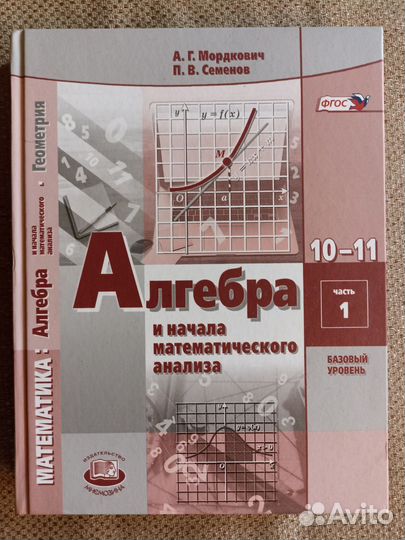 А. Г. Мордкович
П. В. Семенов
ФГОС
y
y = f(x)
M
O
a
x
Алгебра
и начала
математического
анализа
10–11
часть
1
БАЗОВЫЙ
УРОВЕНЬ
ИЗДАТЕЛЬСТВО
МНЕМОЗИНА
МАТЕМАТИКА:
Алгебра
и начала
математического
анализа
. Геометрия
Avito